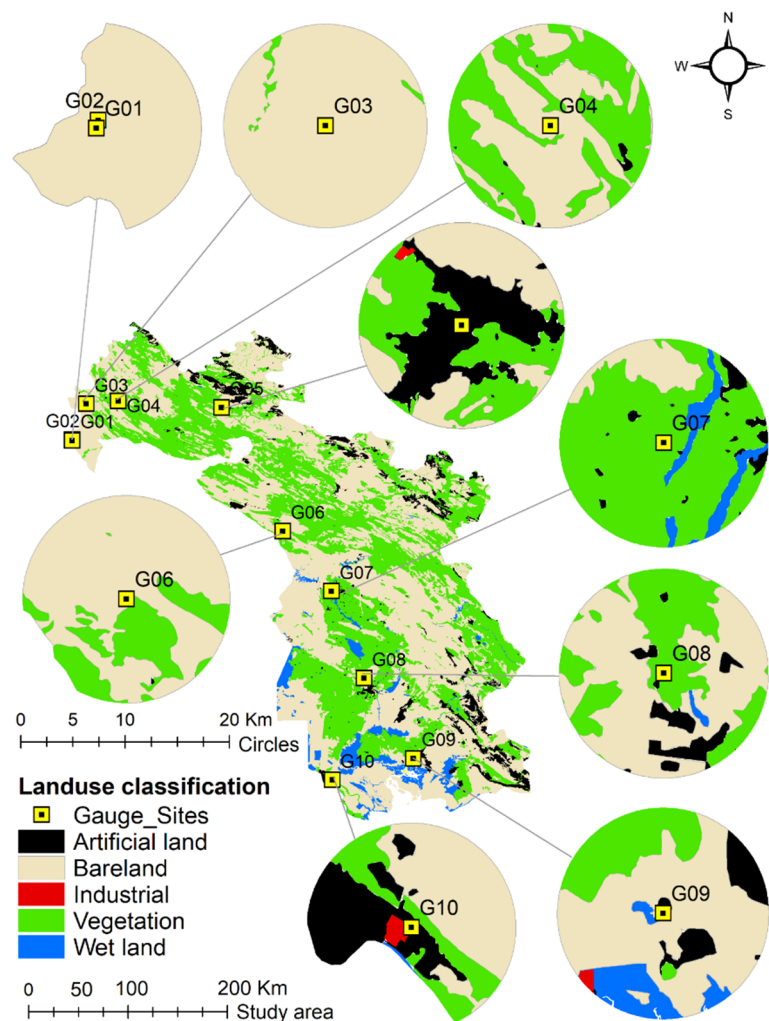 N
W
S
G02
G01
G03
G04
G05
G03
G04
G02
G01
G07
G06
G06
G07
G08
G08
G09
G10
G09
G10
0 10 20 Km
Circles
Landuse classification
Gauge_Sites
Artificial land
Bareland
Industrial
Vegetation
Wet land
0 50 100 200 Km
Study area